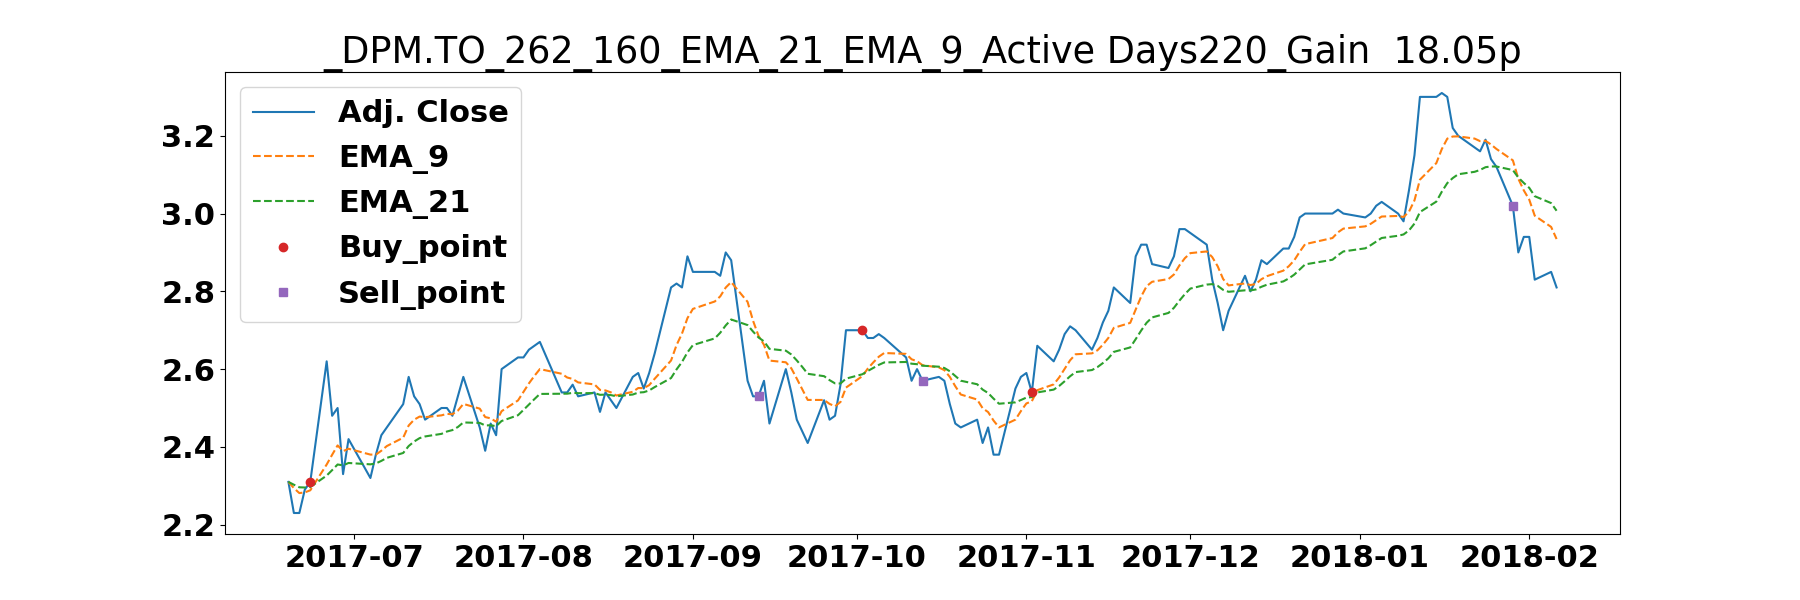 _DPM.TO_262_160_EMA_21_EMA_9_Active Days220_Gain  18.05p
Adj. Close
EMA_9
EMA_21
Buy_point
Sell_point
3.2
3.0
2.8
2.6
2.4
2.2
2017-07 2017-08 2017-09 2017-10 2017-11 2017-12 2018-01 2018-02